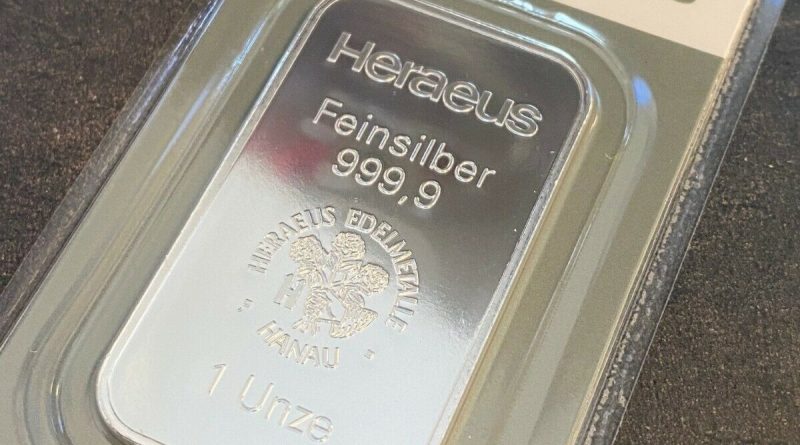 Heraeus
Feinsilber
999,9
HERAEUS EDELMETALLE
H
HANAU
1 Unze